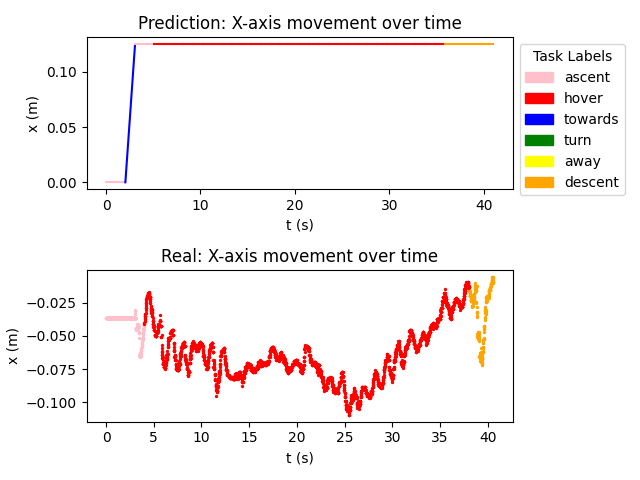 Prediction: X-axis movement over time
0.10
0.05
0.00
x (m)
0 10 20 30 40
t (s)
Task Labels
ascent
hover
towards
turn
away
descent
Real: X-axis movement over time
−0.025
−0.050
−0.075
−0.100
x (m)
0 5 10 15 20 25 30 35 40
t (s)